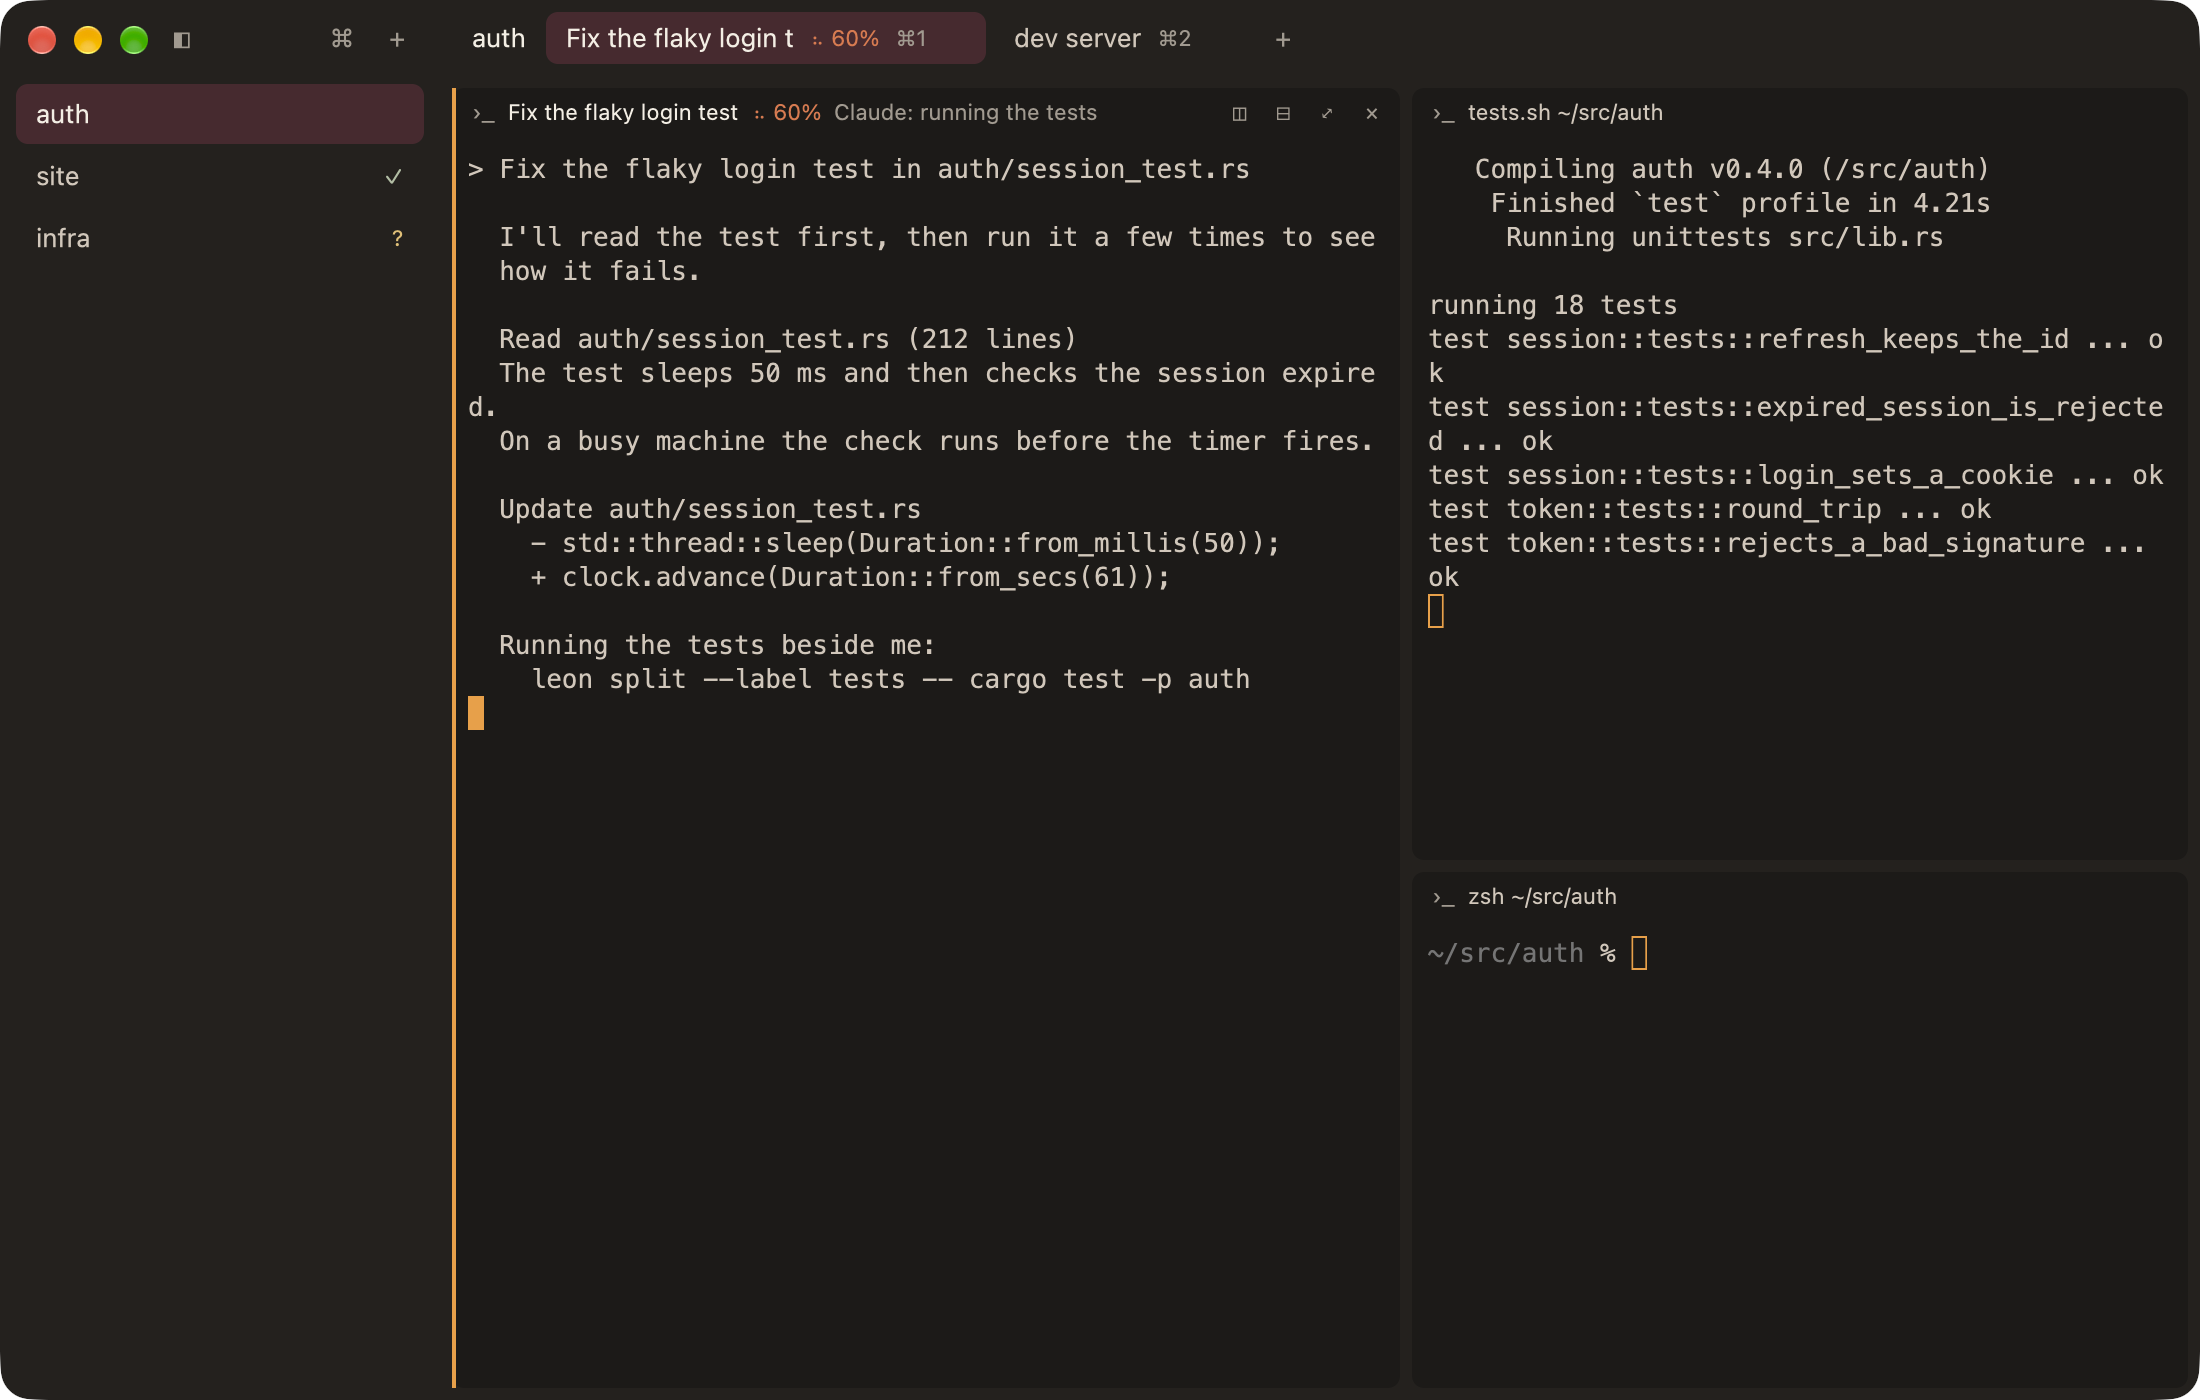 ⌘ +
auth
Fix the flaky login t 60% ⌘1
dev server ⌘2
+
auth
site ✓
infra ?
›_ Fix the flaky login test 60% Claude: running the tests
> Fix the flaky login test in auth/session_test.rs
I'll read the test first, then run it a few times to see
how it fails.
Read auth/session_test.rs (212 lines)
The test sleeps 50 ms and then checks the session expire
d.
On a busy machine the check runs before the timer fires.
Update auth/session_test.rs
- std::thread::sleep(Duration::from_millis(50));
+ clock.advance(Duration::from_secs(61));
Running the tests beside me:
leon split --label tests -- cargo test -p auth
›_ tests.sh ~/src/auth
Compiling auth v0.4.0 (/src/auth)
Finished `test` profile in 4.21s
Running unittests src/lib.rs
running 18 tests
test session::tests::refresh_keeps_the_id ... o
k
test session::tests::expired_session_is_rejecte
d ... ok
test session::tests::login_sets_a_cookie ... ok
test token::tests::round_trip ... ok
test token::tests::rejects_a_bad_signature ...
ok
›_ zsh ~/src/auth
~/src/auth %